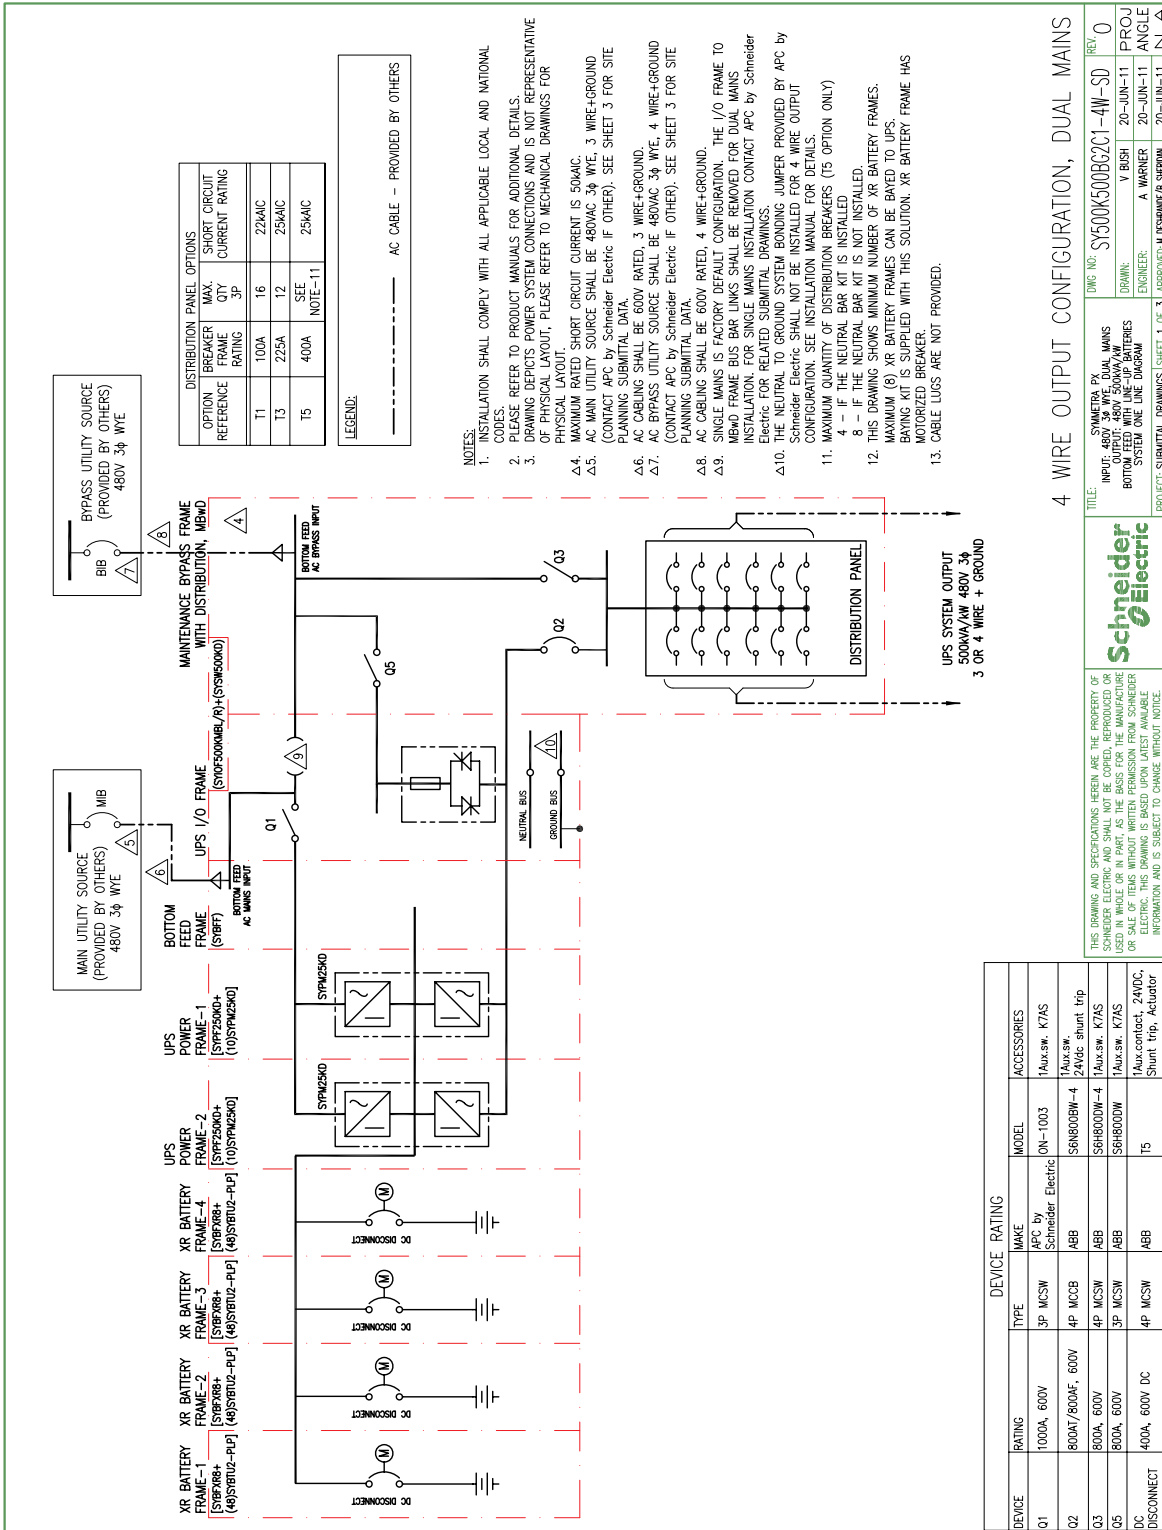 MAIN UTILITY SOURCE
(PROVIDED BY OTHERS)
480V 3ϕ WYE
MIB
5
6
BYPASS UTILITY SOURCE
(PROVIDED BY OTHERS)
480V 3ϕ WYE
BIB
7
8
4
XR BATTERY
FRAME-1
[SYBFXR8+
(48)SYBTU2-PLP]
XR BATTERY
FRAME-2
[SYBFXR8+
(48)SYBTU2-PLP]
XR BATTERY
FRAME-3
[SYBFXR8+
(48)SYBTU2-PLP]
XR BATTERY
FRAME-4
[SYBFXR8+
(48)SYBTU2-PLP]
UPS
POWER
FRAME-2
[SYPF250KD+
(10)SYPM25KD]
UPS
POWER
FRAME-1
[SYPF250KD+
(10)SYPM25KD]
BOTTOM
FEED
FRAME
(SYBFF)
UPS I/O FRAME
(SYIOF500KMBL/R)+(SYSW500KD)
MAINTENANCE BYPASS FRAME
WITH DISTRIBUTION, MBwD
BOTTOM FEED
AC MAINS INPUT
BOTTOM FEED
AC BYPASS INPUT
DC DISCONNECT
M
DC DISCONNECT
M
DC DISCONNECT
M
DC DISCONNECT
M
SYPM25KD
SYPM25KD
Q1
9
Q5
Q2
Q3
NEUTRAL BUS
GROUND BUS
10
DISTRIBUTION PANEL
UPS SYSTEM OUTPUT
500kVA/kW 480V 3ϕ
3 OR 4 WIRE + GROUND
DISTRIBUTION PANEL OPTIONS
OPTION REFERENCE BREAKER FRAME RATING MAX. QTY 3P SHORT CIRCUIT CURRENT RATING
T1 100A 16 22kAIC
T3 225A 12 25kAIC
T5 400A SEE NOTE-11 25kAIC
LEGEND:
AC CABLE - PROVIDED BY OTHERS
NOTES:
1. INSTALLATION SHALL COMPLY WITH ALL APPLICABLE LOCAL AND NATIONAL
CODES.
2. PLEASE REFER TO PRODUCT MANUALS FOR ADDITIONAL DETAILS.
3. DRAWING DEPICTS POWER SYSTEM CONNECTIONS AND IS NOT REPRESENTATIVE
OF PHYSICAL LAYOUT, PLEASE REFER TO MECHANICAL DRAWINGS FOR
PHYSICAL LAYOUT.
△4. MAXIMUM RATED SHORT CIRCUIT CURRENT IS 50kAIC.
△5. AC MAIN UTILITY SOURCE SHALL BE 480VAC 3ϕ WYE, 3 WIRE+GROUND
(CONTACT APC by Schneider Electric IF OTHER). SEE SHEET 3 FOR SITE
PLANNING SUBMITTAL DATA.
△6. AC CABLING SHALL BE 600V RATED, 3 WIRE+GROUND.
△7. AC BYPASS UTILITY SOURCE SHALL BE 480VAC 3ϕ WYE, 4 WIRE+GROUND
(CONTACT APC by Schneider Electric IF OTHER). SEE SHEET 3 FOR SITE
PLANNING SUBMITTAL DATA.
△8. AC CABLING SHALL BE 600V RATED, 4 WIRE+GROUND.
△9. SINGLE MAINS IS FACTORY DEFAULT CONFIGURATION. THE I/O FRAME TO
MBwD FRAME BUS BAR LINKS SHALL BE REMOVED FOR DUAL MAINS
INSTALLATION. FOR SINGLE MAINS INSTALLATION CONTACT APC by Schneider
Electric FOR RELATED SUBMITTAL DRAWINGS.
△10. THE NEUTRAL TO GROUND SYSTEM BONDING JUMPER PROVIDED BY APC by
Schneider Electric SHALL NOT BE INSTALLED FOR 4 WIRE OUTPUT
CONFIGURATION. SEE INSTALLATION MANUAL FOR DETAILS.
11. MAXIMUM QUANTITY OF DISTRIBUTION BREAKERS (T5 OPTION ONLY)
4 - IF THE NEUTRAL BAR KIT IS INSTALLED
8 - IF THE NEUTRAL BAR KIT IS NOT INSTALLED.
12. THIS DRAWING SHOWS MINIMUM NUMBER OF XR BATTERY FRAMES.
MAXIMUM (8) XR BATTERY FRAMES CAN BE BAYED TO UPS.
BAYING KIT IS SUPPLIED WITH THIS SOLUTION. XR BATTERY FRAME HAS
MOTORIZED BREAKER.
13. CABLE LUGS ARE NOT PROVIDED.
4 WIRE OUTPUT CONFIGURATION, DUAL MAINS
DEVICE RATING
DEVICE RATING TYPE MAKE MODEL ACCESSORIES
Q1 1000A, 600V 3P MCSW APC by Schneider Electric ON-1003 1Aux.sw. K7AS
Q2 800AT/800AF, 600V 4P MCCB ABB S6N800BW-4 1Aux.sw. 24Vdc shunt trip
Q3 800A, 600V 4P MCSW ABB S6H800DW-4 1Aux.sw. K7AS
Q5 800A, 600V 3P MCSW ABB S6H800DW 1Aux.sw. K7AS
DC DISCONNECT 400A, 600V DC 4P MCSW ABB T5 1Aux.contact, 24VDC, Shunt trip, Actuator
THIS DRAWING AND SPECIFICATIONS HEREIN ARE THE PROPERTY OF
SCHNEIDER ELECTRIC AND SHALL NOT BE COPIED, REPRODUCED OR
USED IN WHOLE OR IN PART, AS THE BASIS FOR THE MANUFACTURE
OR SALE OF ITEMS WITHOUT WRITTEN PERMISSION FROM SCHNEIDER
ELECTRIC. THIS DRAWING IS BASED UPON LATEST AVAILABLE
INFORMATION AND IS SUBJECT TO CHANGE WITHOUT NOTICE.
Schneider
Electric
TITLE:
SYMMETRA PX
INPUT: 480V 3ϕ WYE, DUAL MAINS
OUTPUT: 480V 500kVA/kW
BOTTOM FEED WITH LINE-UP BATTERIES
SYSTEM ONE LINE DIAGRAM
PROJECT: SUBMITTAL DRAWINGS SHEET 1 OF 3
DWG NO: SY500K500BG2C1-4W-SD
REV: 0
DRAWN: V BUSH 20-JUN-11
ENGINEER: A WARNER 20-JUN-11
APPROVED: 20-JUN-11
PROJ
ANGLE